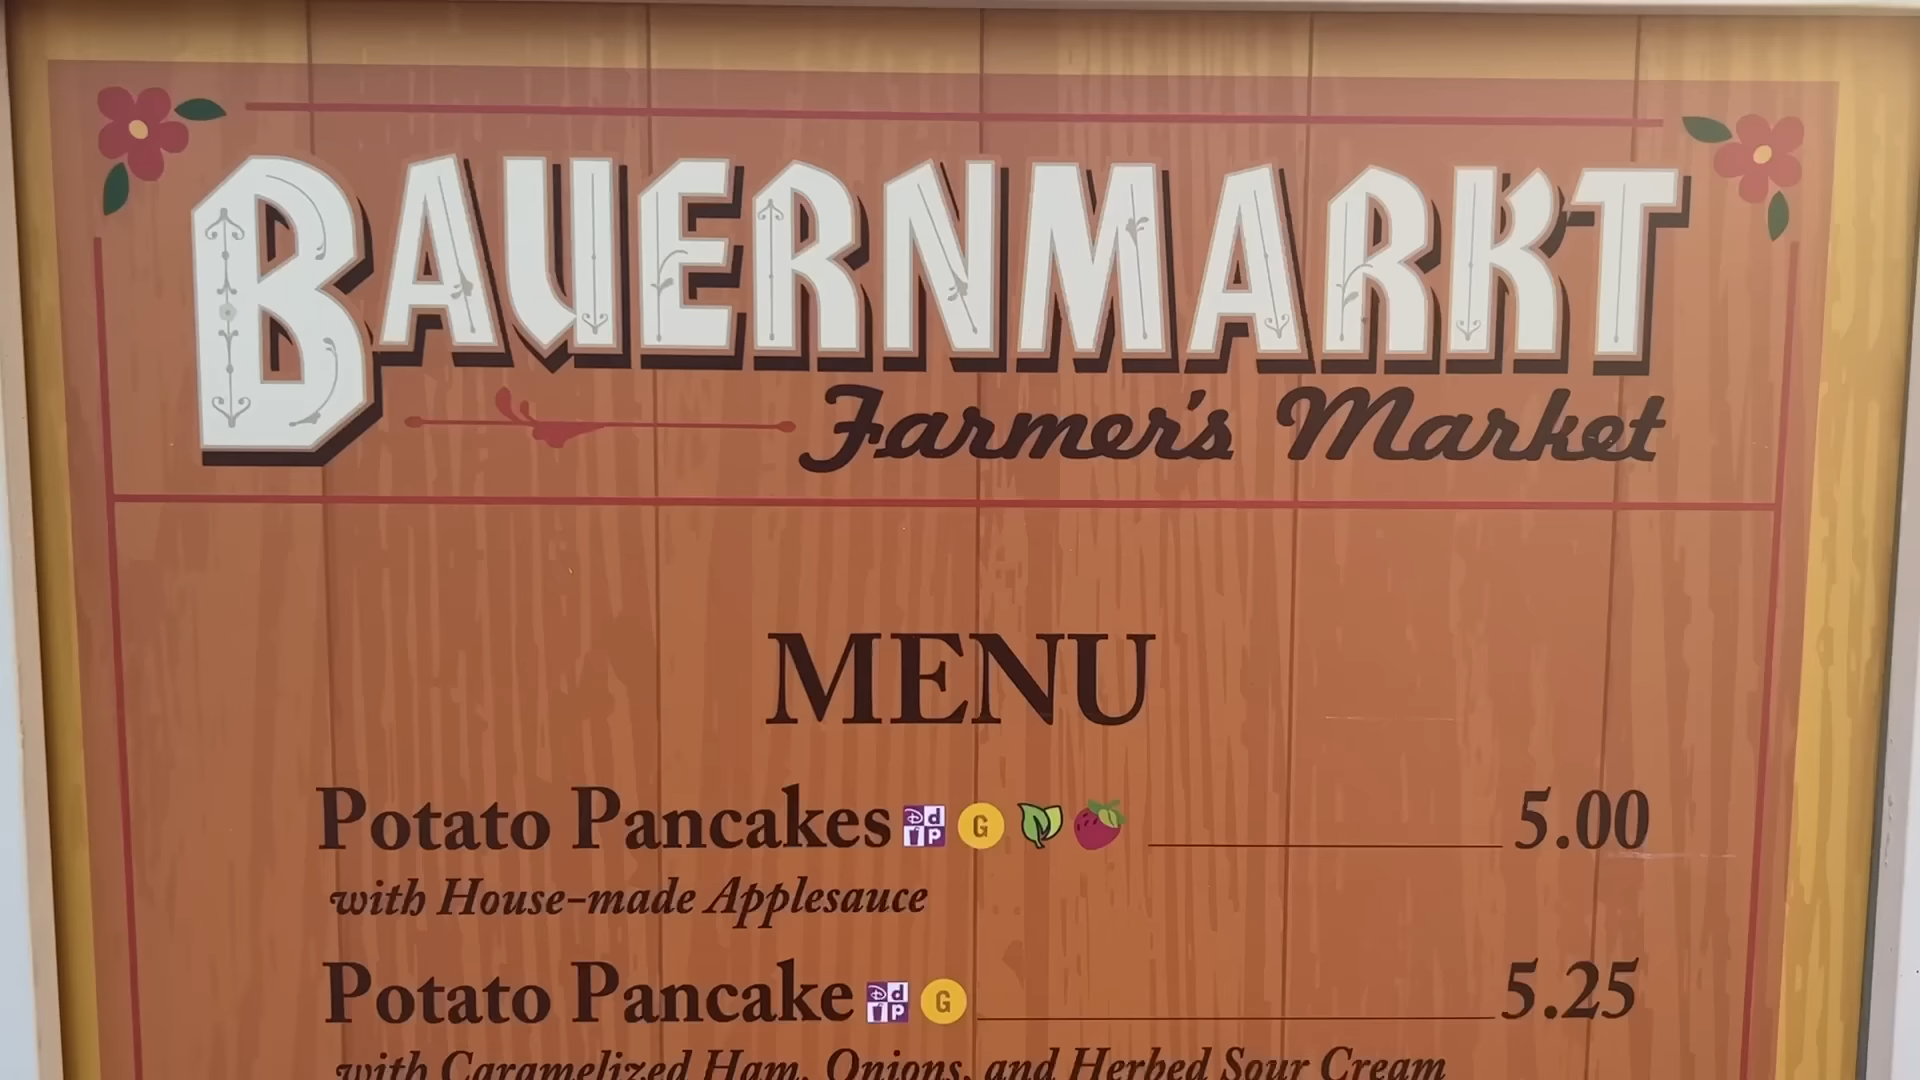 BAUERNMARKT
Farmer's Market
MENU
Potato Pancakes D d P G 5.00
with House-made Applesauce
Potato Pancake D d P G 5.25
with Caramelized Ham, Onions, and Herbed Sour Cream